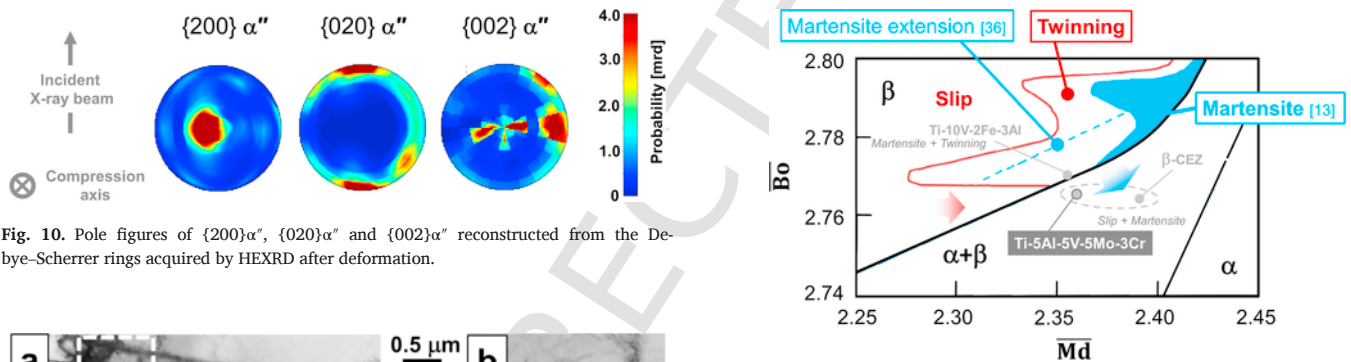 {200} α″ {020} α″ {002} α″
Incident
X-ray beam
Compression
axis
4.0
3.0
2.0
1.0
0
Probability [mrd]
Fig. 10. Pole figures of {200}α″, {020}α″ and {002}α″ reconstructed from the De-
bye–Scherrer rings acquired by HEXRD after deformation.
a
0.5 μm
b
RECTE
Martensite extension [36]
Twinning
2.80
2.78
2.76
2.74
Bo
β
Slip
Martensite [13]
Ti-10V-2Fe-3Al
Martensite + Twinning
β-CEZ
Slip + Martensite
Ti-5Al-5V-5Mo-3Cr
α+β
α
2.25 2.30 2.35 2.40 2.45
Md